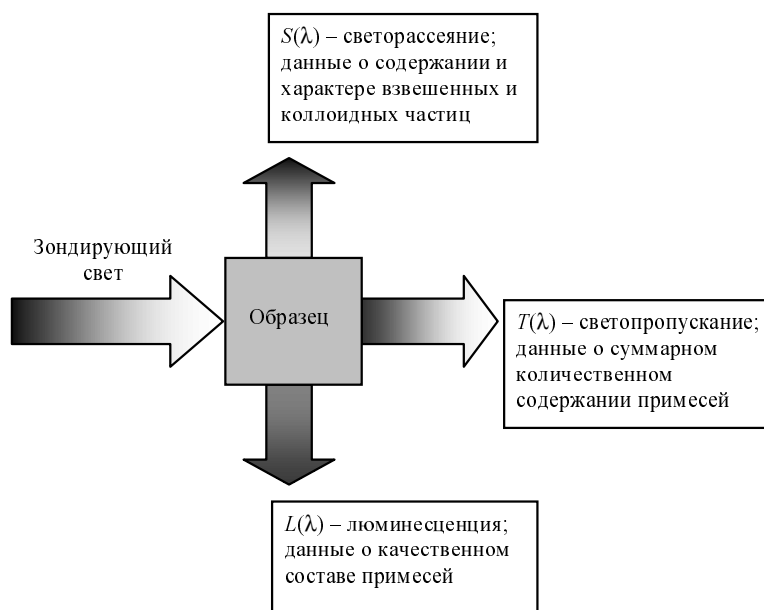 S(λ) – светорассеяние;
данные о содержании и
характере взвешенных и
коллоидных частиц
Зондирующий
свет
Образец
T(λ) – светопропускание;
данные о суммарном
количественном
содержании примесей
L(λ) – люминесценция;
данные о качественном
составе примесей